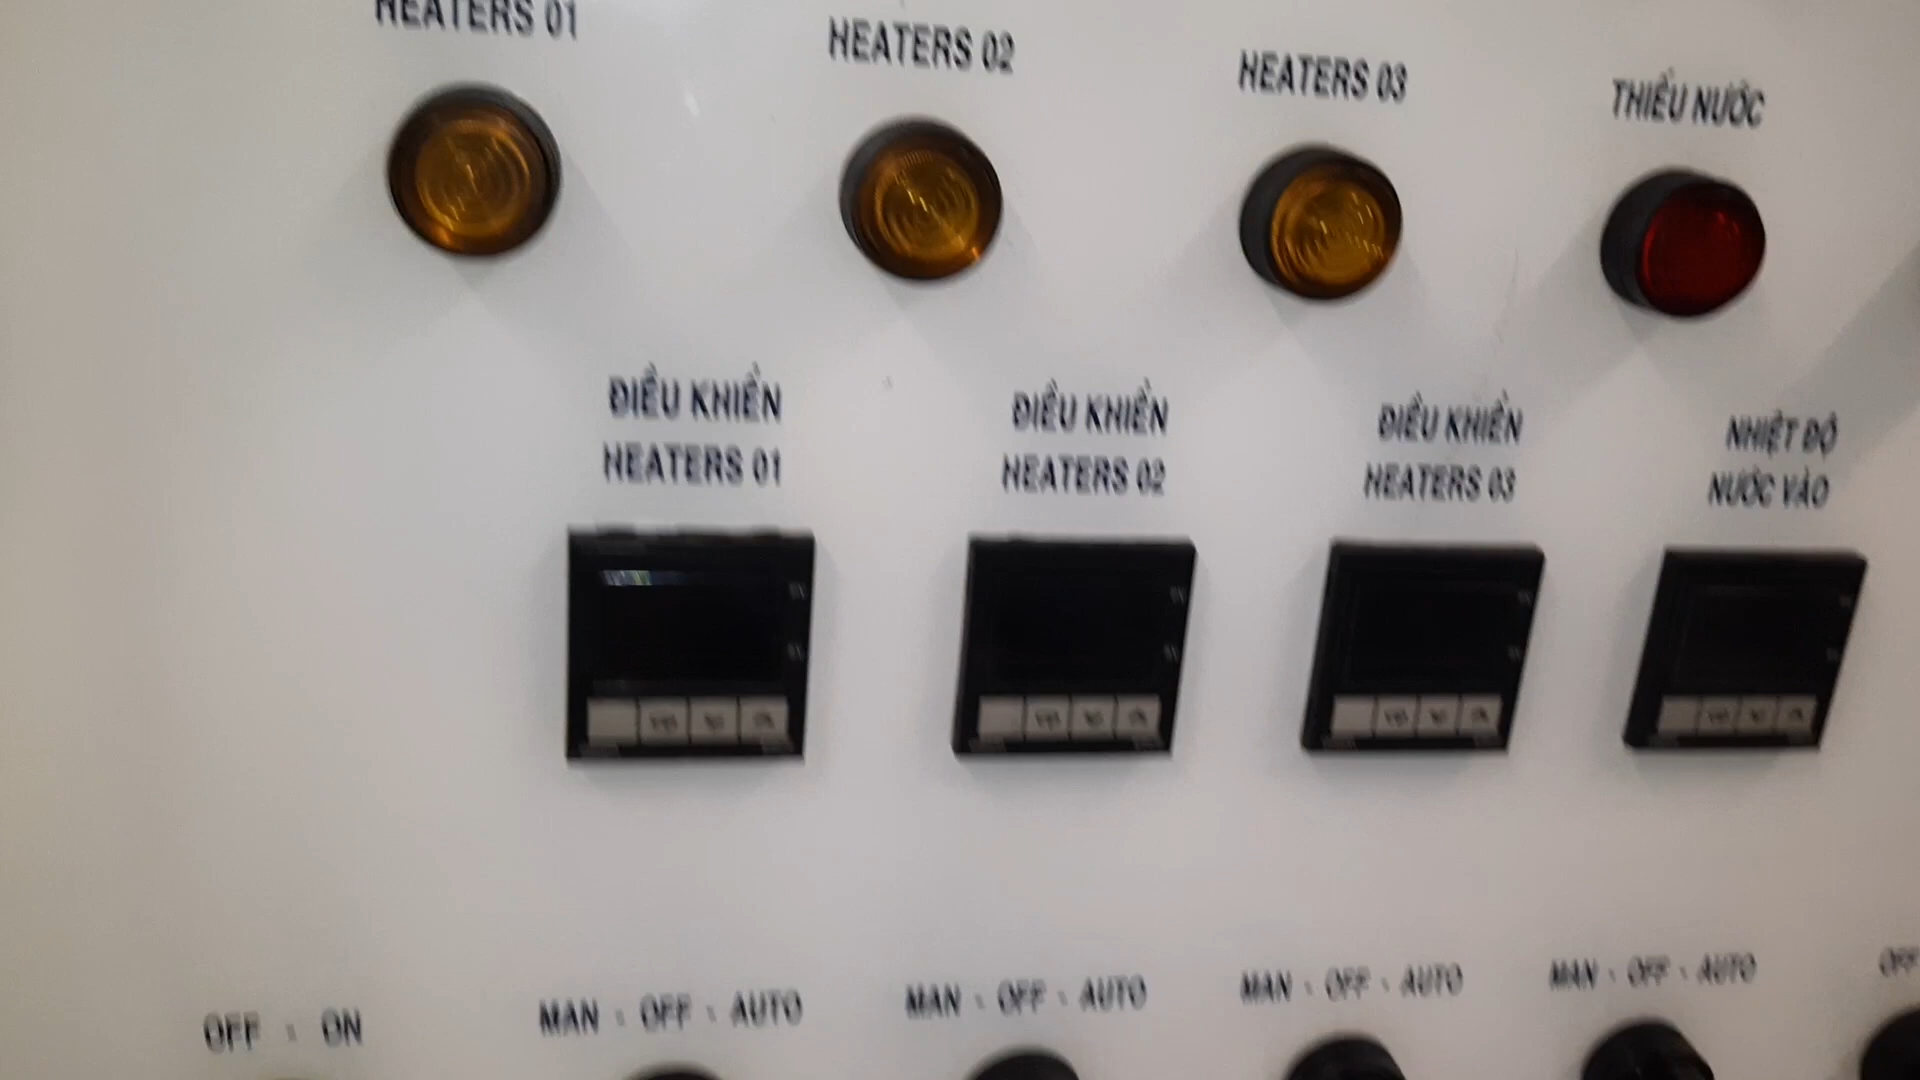 HEATERS 01
HEATERS 02
HEATERS 03
THIẾU NƯỚC
ĐIỀU KHIỂN
HEATERS 01
ĐIỀU KHIỂN
HEATERS 02
ĐIỀU KHIỂN
HEATERS 03
NHIỆT ĐỘ
NƯỚC VÀO
OFF - ON
MAN - OFF - AUTO
MAN - OFF - AUTO
MAN - OFF - AUTO
MAN - OFF - AUTO
OFF